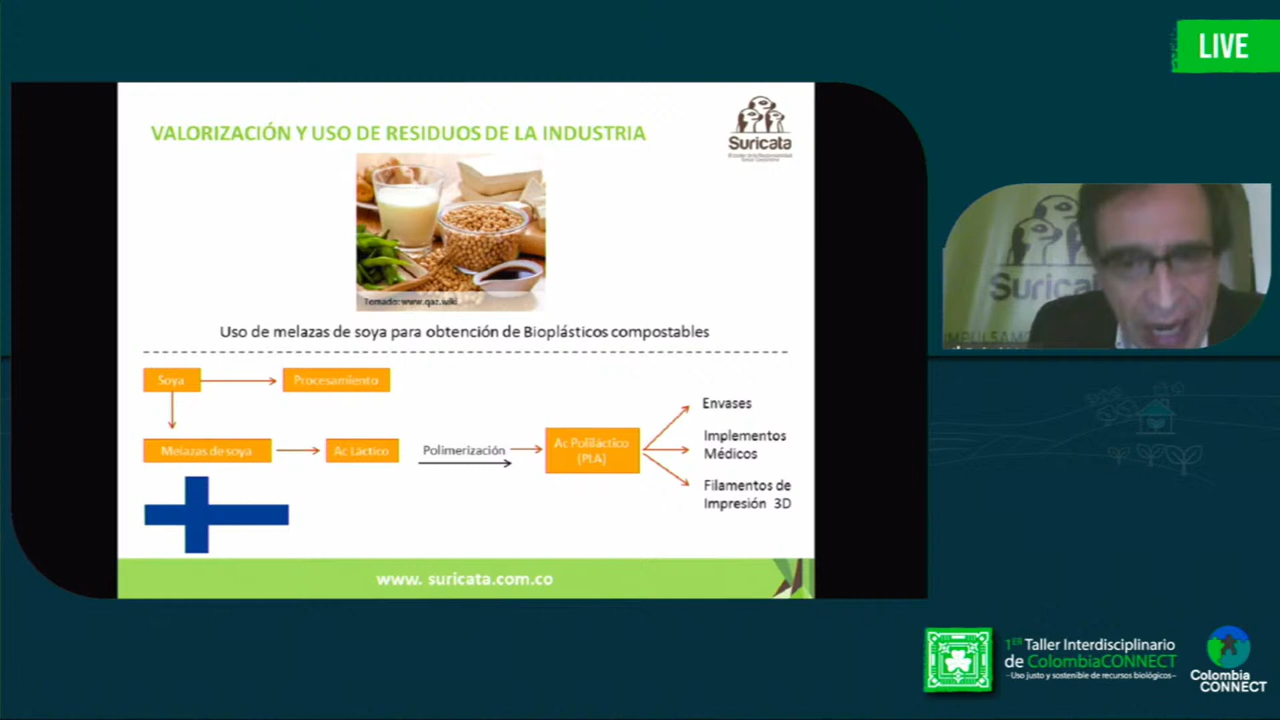 LIVE
VALORIZACIÓN Y USO DE RESIDUOS DE LA INDUSTRIA
Suricata
Tomado: www.qaz.wiki
Uso de melazas de soya para obtención de Bioplásticos compostables
Soya
Procesamiento
Melazas de soya
Ac Láctico
Polimerización
Ac Poliláctico
(PLA)
Envases
Implementos
Médicos
Filamentos de
Impresión 3D
www. suricata.com.co
Suricata
1ER Taller Interdisciplinario
de ColombiaCONNECT
-Uso justo y sostenible de recursos biológicos-
Colombia
CONNECT